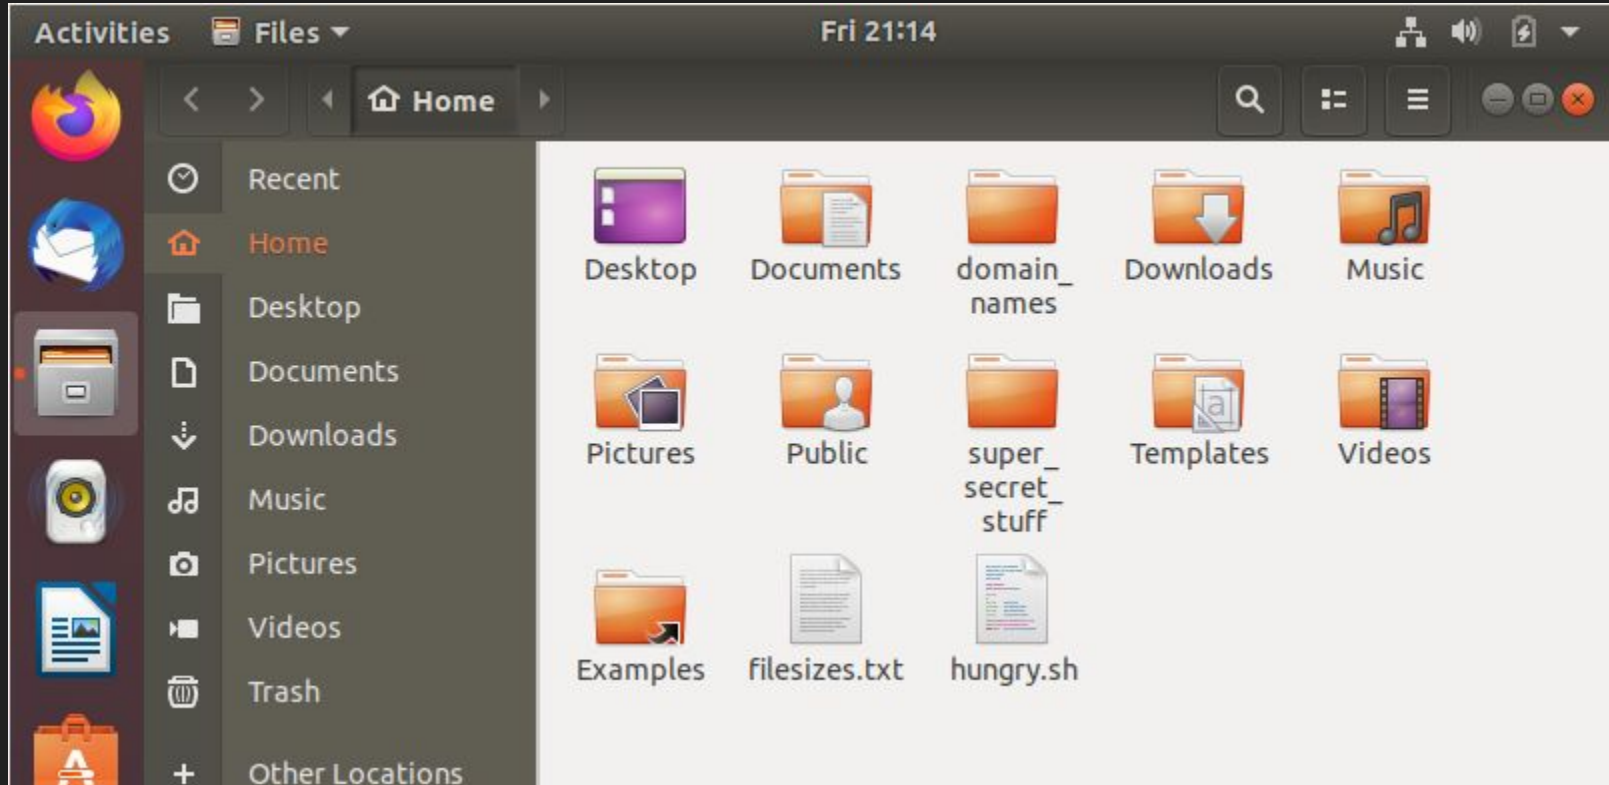 Activities Files Fri 21:14
Home
Recent
Home
Desktop
Documents
Downloads
Music
Pictures
Videos
Trash
Other Locations
Desktop Documents domain_ Downloads Music
names
Pictures Public super_ Templates Videos
secret_
stuff
Examples filesizes.txt hungry.sh